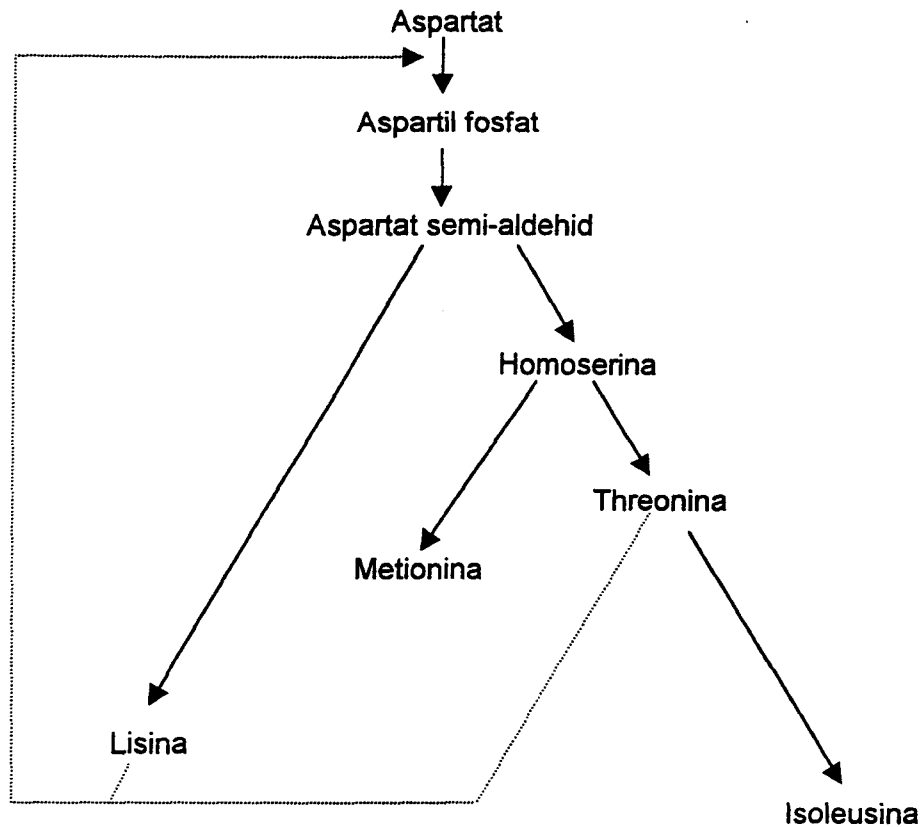 Aspartat
Aspartil fosfat
Aspartat semi-aldehid
Homoserina
Threonina
Metionina
Lisina
Isoleusina